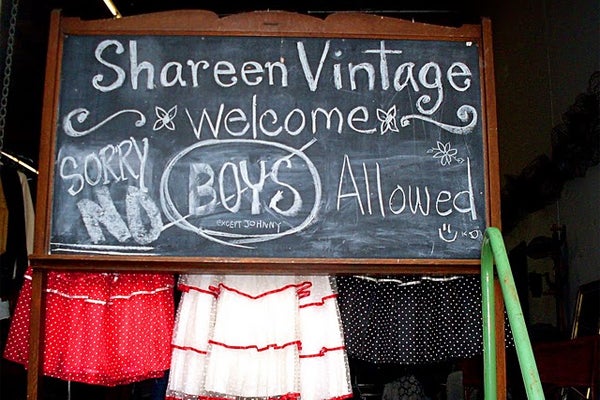 Shareen Vintage
Welcome
SORRY NO BOYS Allowed
EXCEPT JOHNNY